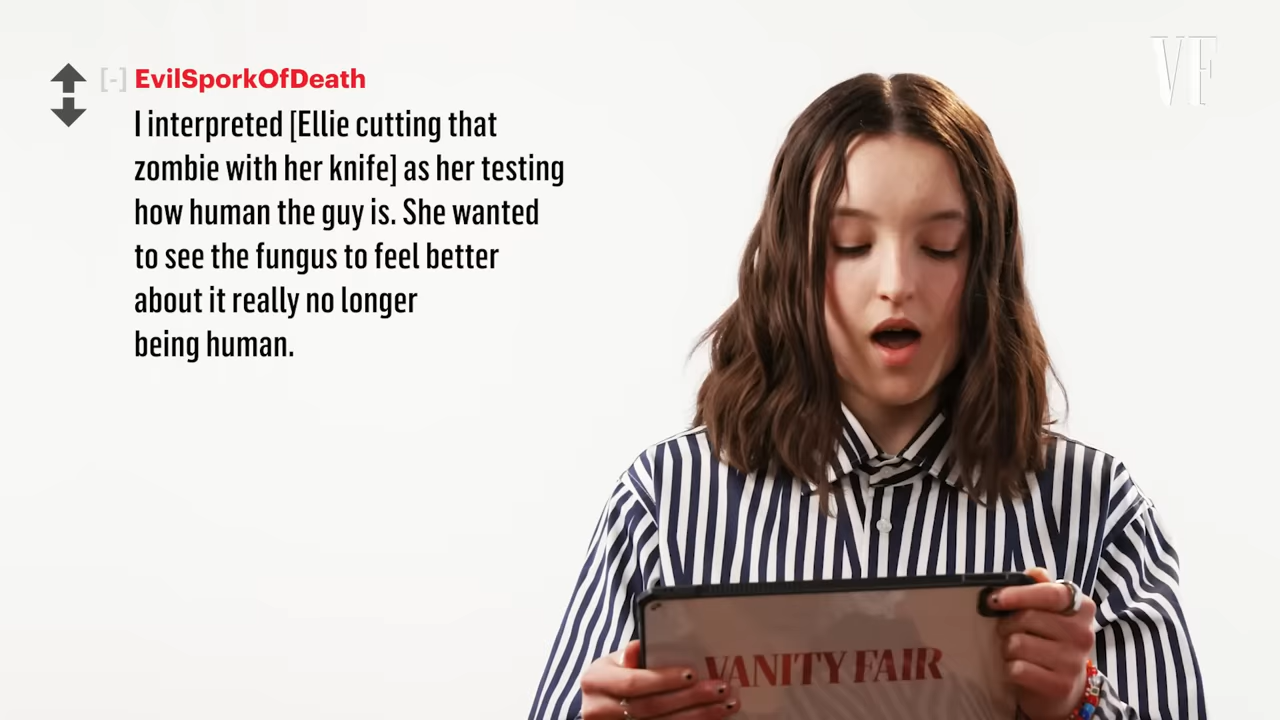 VF
[-] EvilSporkOfDeath
I interpreted [Ellie cutting that
zombie with her knife] as her testing
how human the guy is. She wanted
to see the fungus to feel better
about it really no longer
being human.
VANITY FAIR